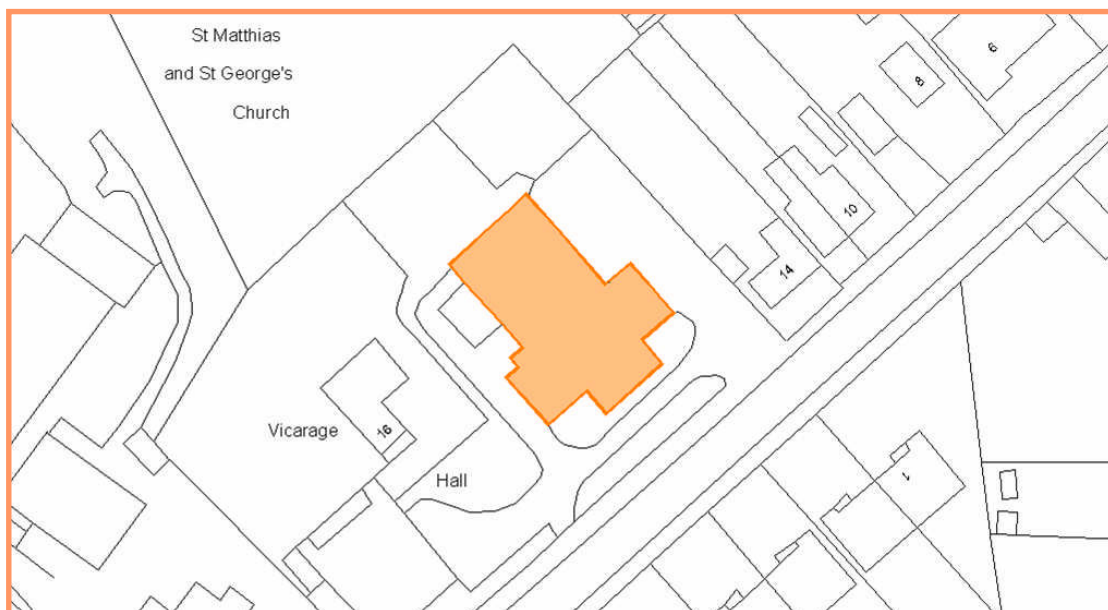 St Matthias
and St George's
Church
6
8
10
14
Vicarage
16
Hall
1